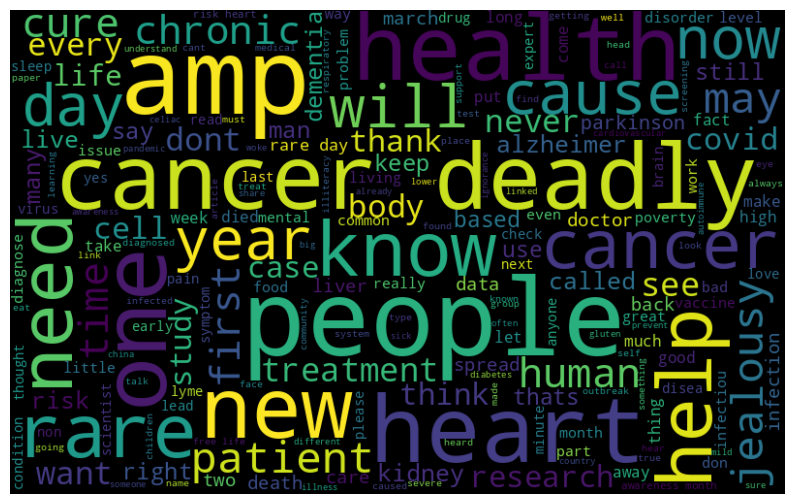 cure
chronic
risk heart
way
march
drug
long
come
disorder
level
getting
well
now
understand
cant
medical
head
every
amp
health
expert
call
sleep
paper
life
dementia
problem
put
still
screening
respiratory
support
day
will
cause
may
celiac
must
read
test
find
never
parkinson
fact
live
issue
say
dont
man
thank
place
cardiovascular
pandemic
woke
rare day
alzheimer
covid
many
learning
yes
last
treat
share
article
illiteracy
keep
living
already
lower
linked
ignorance
brain
work
eye
always
virus
awareness
cancer deadly
autoimmune
make
high
link
cell
week
died
mental
body
common
found
based
even
doctor
poverty
diagnose
take
diagnosed
year
know
check
look
need
time
pain
case
big
use
next
cancer
eat
one
first
food
really
data
called
see
bad
love
infected
early
symptom
liver
known
group
back
vaccine
study
people
community
system
type
sick
often
let
gluten
anyone
great
prevent
much
good
thought
china
little
treatment
spread
self
human
something
disea
infection
talk
lyme
face
diabetes
made
outbreak
help
jealousy
risk
scientist
lead
children
new
please
heart
think
thats
minute
thing
infectiou
condition
non
going
rare
free life
different
heard
month
true
hear
mild
patient
part
country
don
want
right
two
death
care
kidney
research
away
someone
name
illness
caused
severe
awareness month
sure